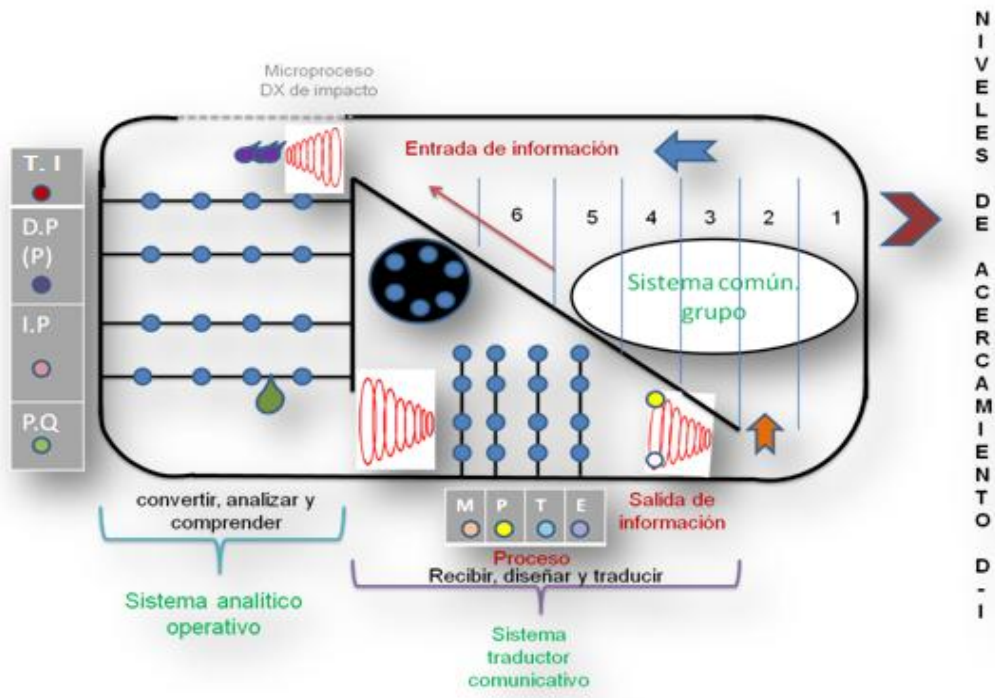 Microproceso
DX de impacto
Entrada de información
T. I
D.P
(P)
I.P
P.Q
6 5 4 3 2 1
Sistema común.
grupo
convertir, analizar y
comprender
Sistema analítico
operativo
M P T E
Proceso
Recibir, diseñar y traducir
Salida de
información
Sistema
traductor
comunicativo
NIVELES DE ACERCAMIENTO D-I